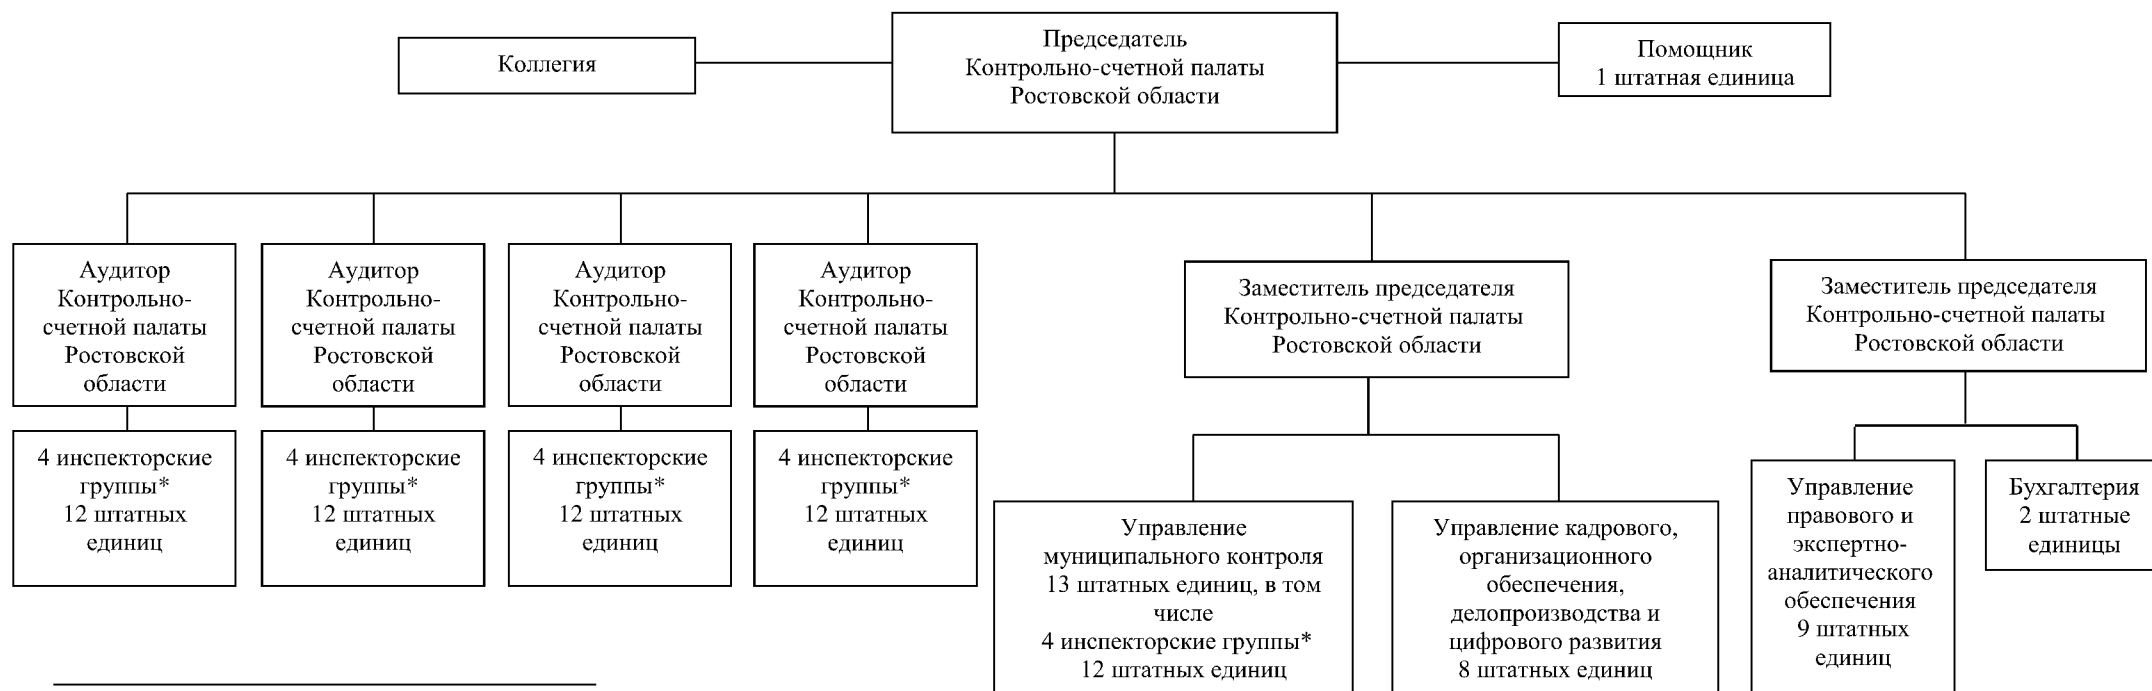 Коллегия
Председатель
Контрольно-счетной палаты
Ростовской области
Помощник
1 штатная единица
Аудитор
Контрольно-
счетной палаты
Ростовской
области
Аудитор
Контрольно-
счетной палаты
Ростовской
области
Аудитор
Контрольно-
счетной палаты
Ростовской
области
Аудитор
Контрольно-
счетной палаты
Ростовской
области
Заместитель председателя
Контрольно-счетной палаты
Ростовской области
Заместитель председателя
Контрольно-счетной палаты
Ростовской области
4 инспекторские
группы*
12 штатных
единиц
4 инспекторские
группы*
12 штатных
единиц
4 инспекторские
группы*
12 штатных
единиц
4 инспекторские
группы*
12 штатных
единиц
Управление
муниципального контроля
13 штатных единиц, в том
числе
4 инспекторские группы*
12 штатных единиц
Управление кадрового,
организационного
обеспечения,
делопроизводства и
цифрового развития
8 штатных единиц
Управление
правового и
экспертно-
аналитического
обеспечения
9 штатных
единиц
Бухгалтерия
2 штатные
единицы